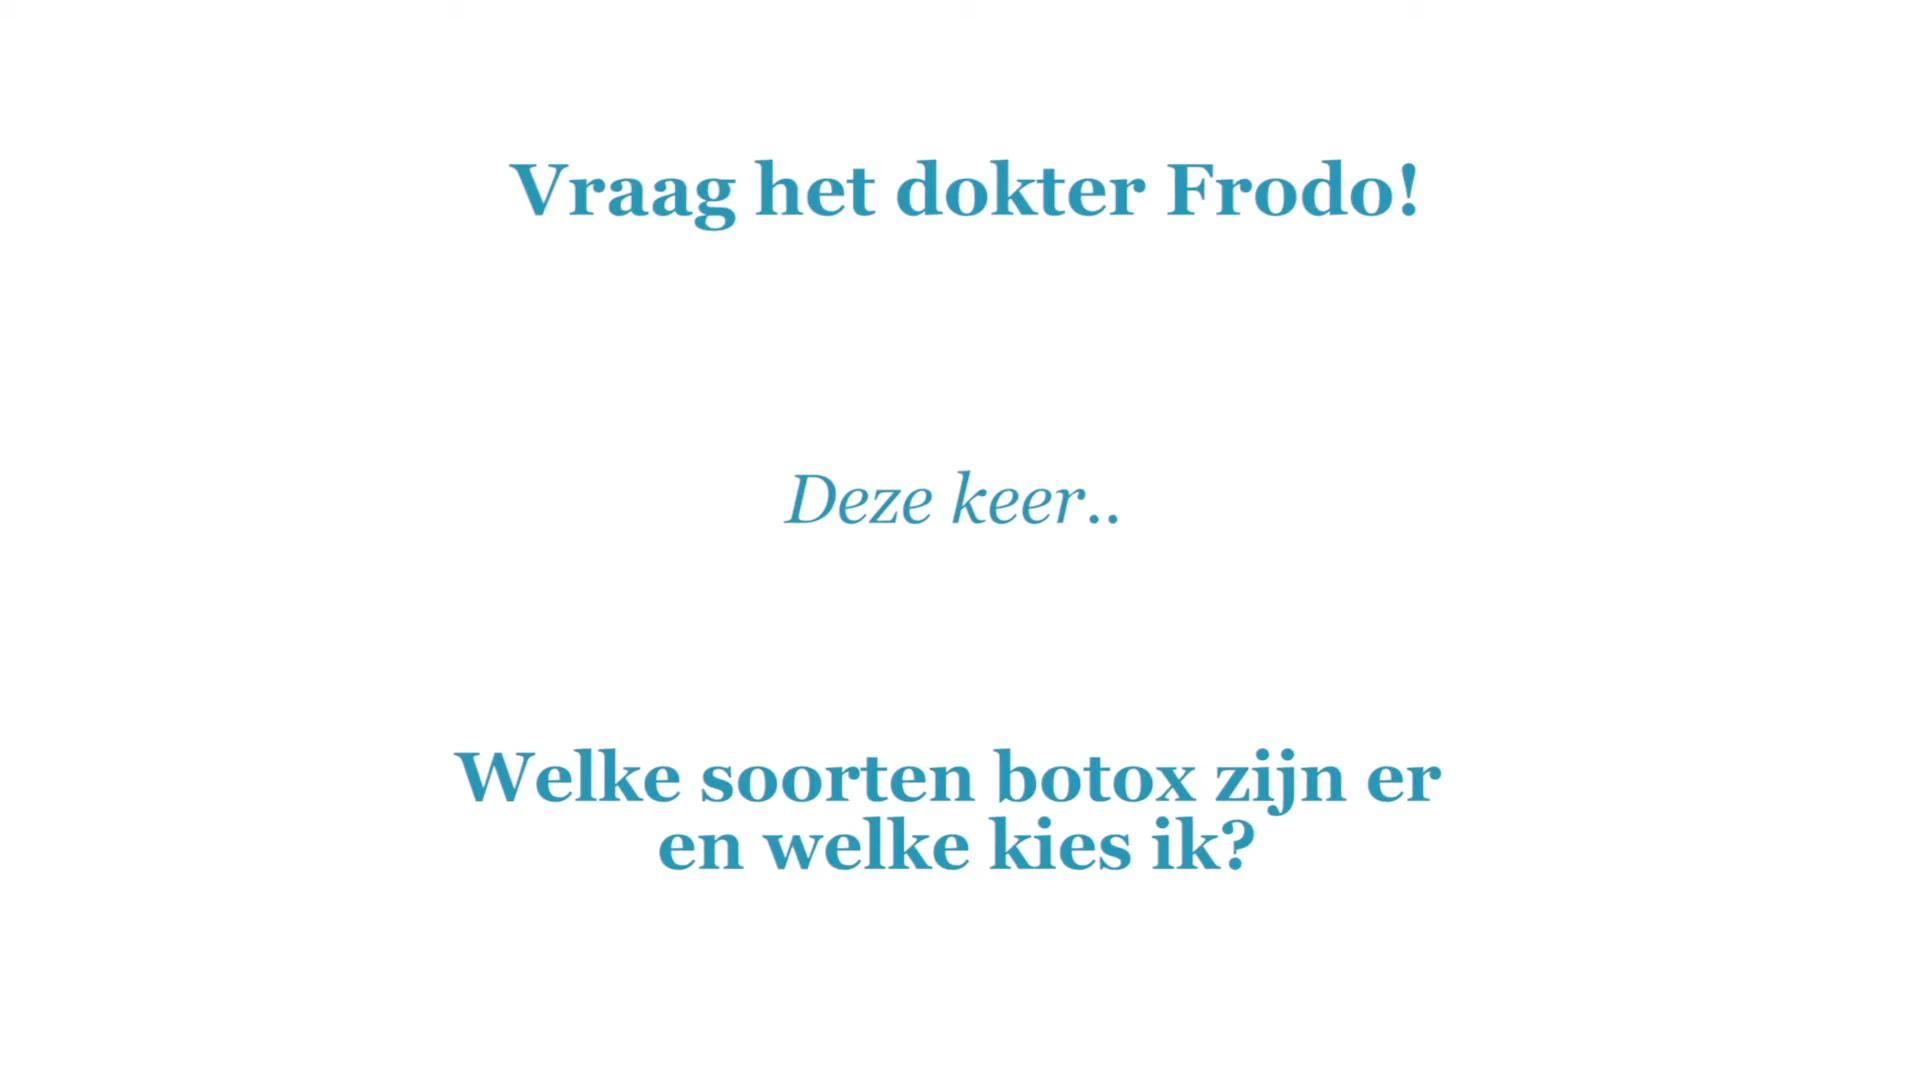 Vraag het dokter Frodo!
Deze keer..
Welke soorten botox zijn er
en welke kies ik?